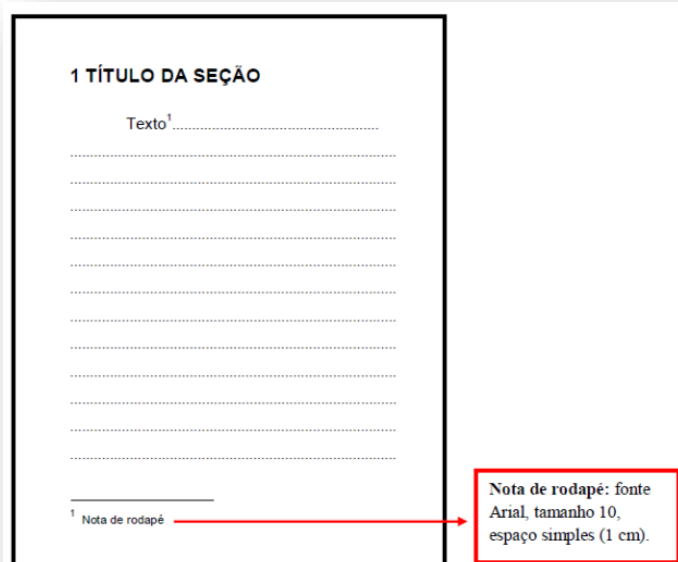 1 TÍTULO DA SEÇÃO
Texto¹..................................................
1 Nota de rodapé
Nota de rodapé: fonte
Arial, tamanho 10,
espaço simples (1 cm).